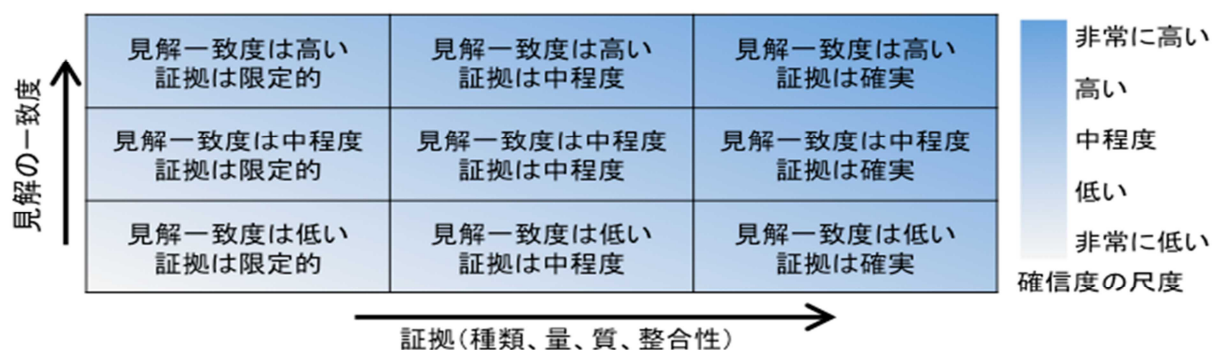 見解の一致度
見解一致度は高い
証拠は限定的
見解一致度は高い
証拠は中程度
見解一致度は高い
証拠は確実
見解一致度は中程度
証拠は限定的
見解一致度は中程度
証拠は中程度
見解一致度は中程度
証拠は確実
見解一致度は低い
証拠は限定的
見解一致度は低い
証拠は中程度
見解一致度は低い
証拠は確実
証拠(種類、量、質、整合性)
非常に高い
高い
中程度
低い
非常に低い
確信度の尺度